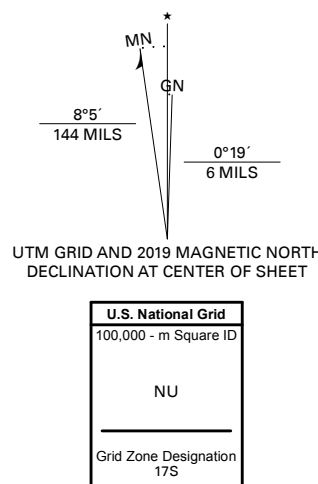 ★
MN
GN
8°5´
144 MILS
0°19´
6 MILS
UTM GRID AND 2019 MAGNETIC NORTH
DECLINATION AT CENTER OF SHEET
U.S. National Grid
100,000 - m Square ID
NU
Grid Zone Designation
17S